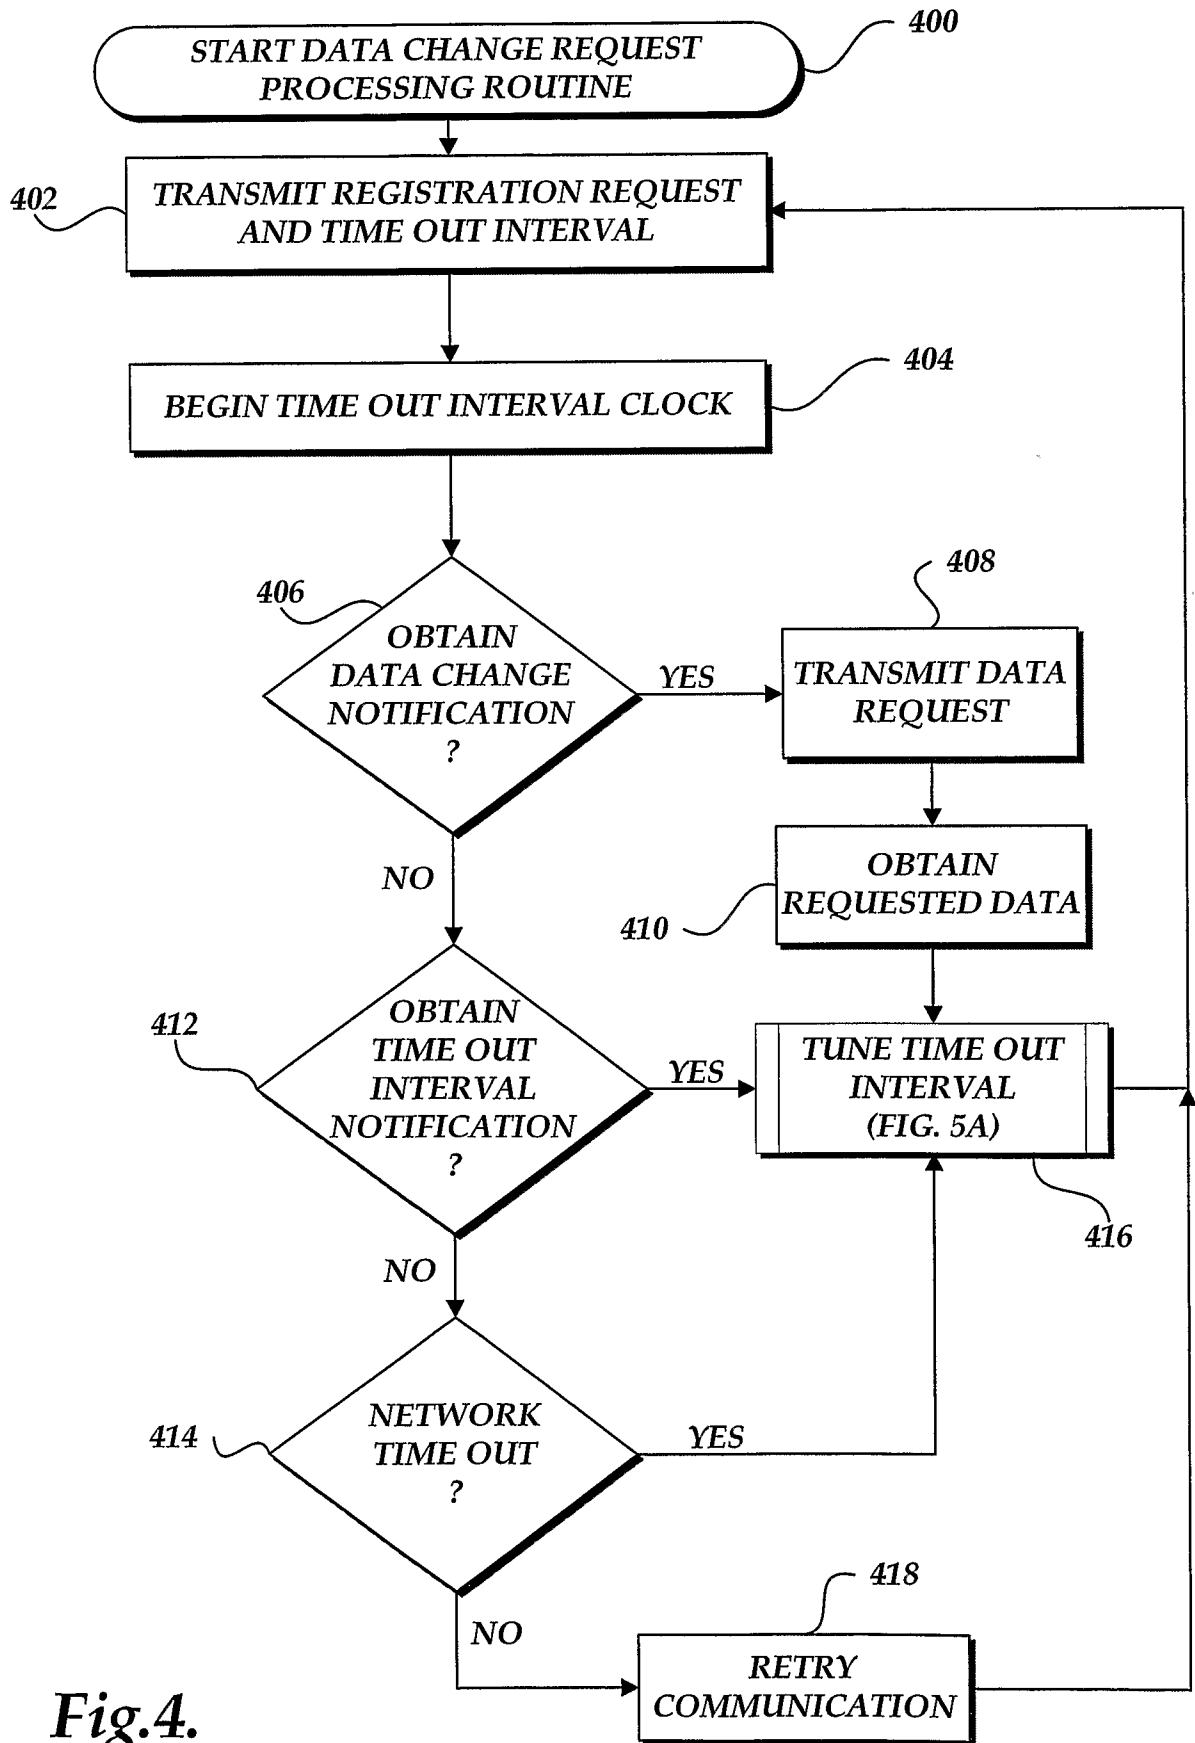 400
START DATA CHANGE REQUEST
PROCESSING ROUTINE
402
TRANSMIT REGISTRATION REQUEST
AND TIME OUT INTERVAL
404
BEGIN TIME OUT INTERVAL CLOCK
406
OBTAIN
DATA CHANGE
NOTIFICATION
?
YES
408
TRANSMIT DATA
REQUEST
NO
410
OBTAIN
REQUESTED DATA
412
OBTAIN
TIME OUT
INTERVAL
NOTIFICATION
?
YES
TUNE TIME OUT
INTERVAL
(FIG. 5A)
416
NO
414
NETWORK
TIME OUT
?
YES
NO
418
RETRY
COMMUNICATION
Fig.4.